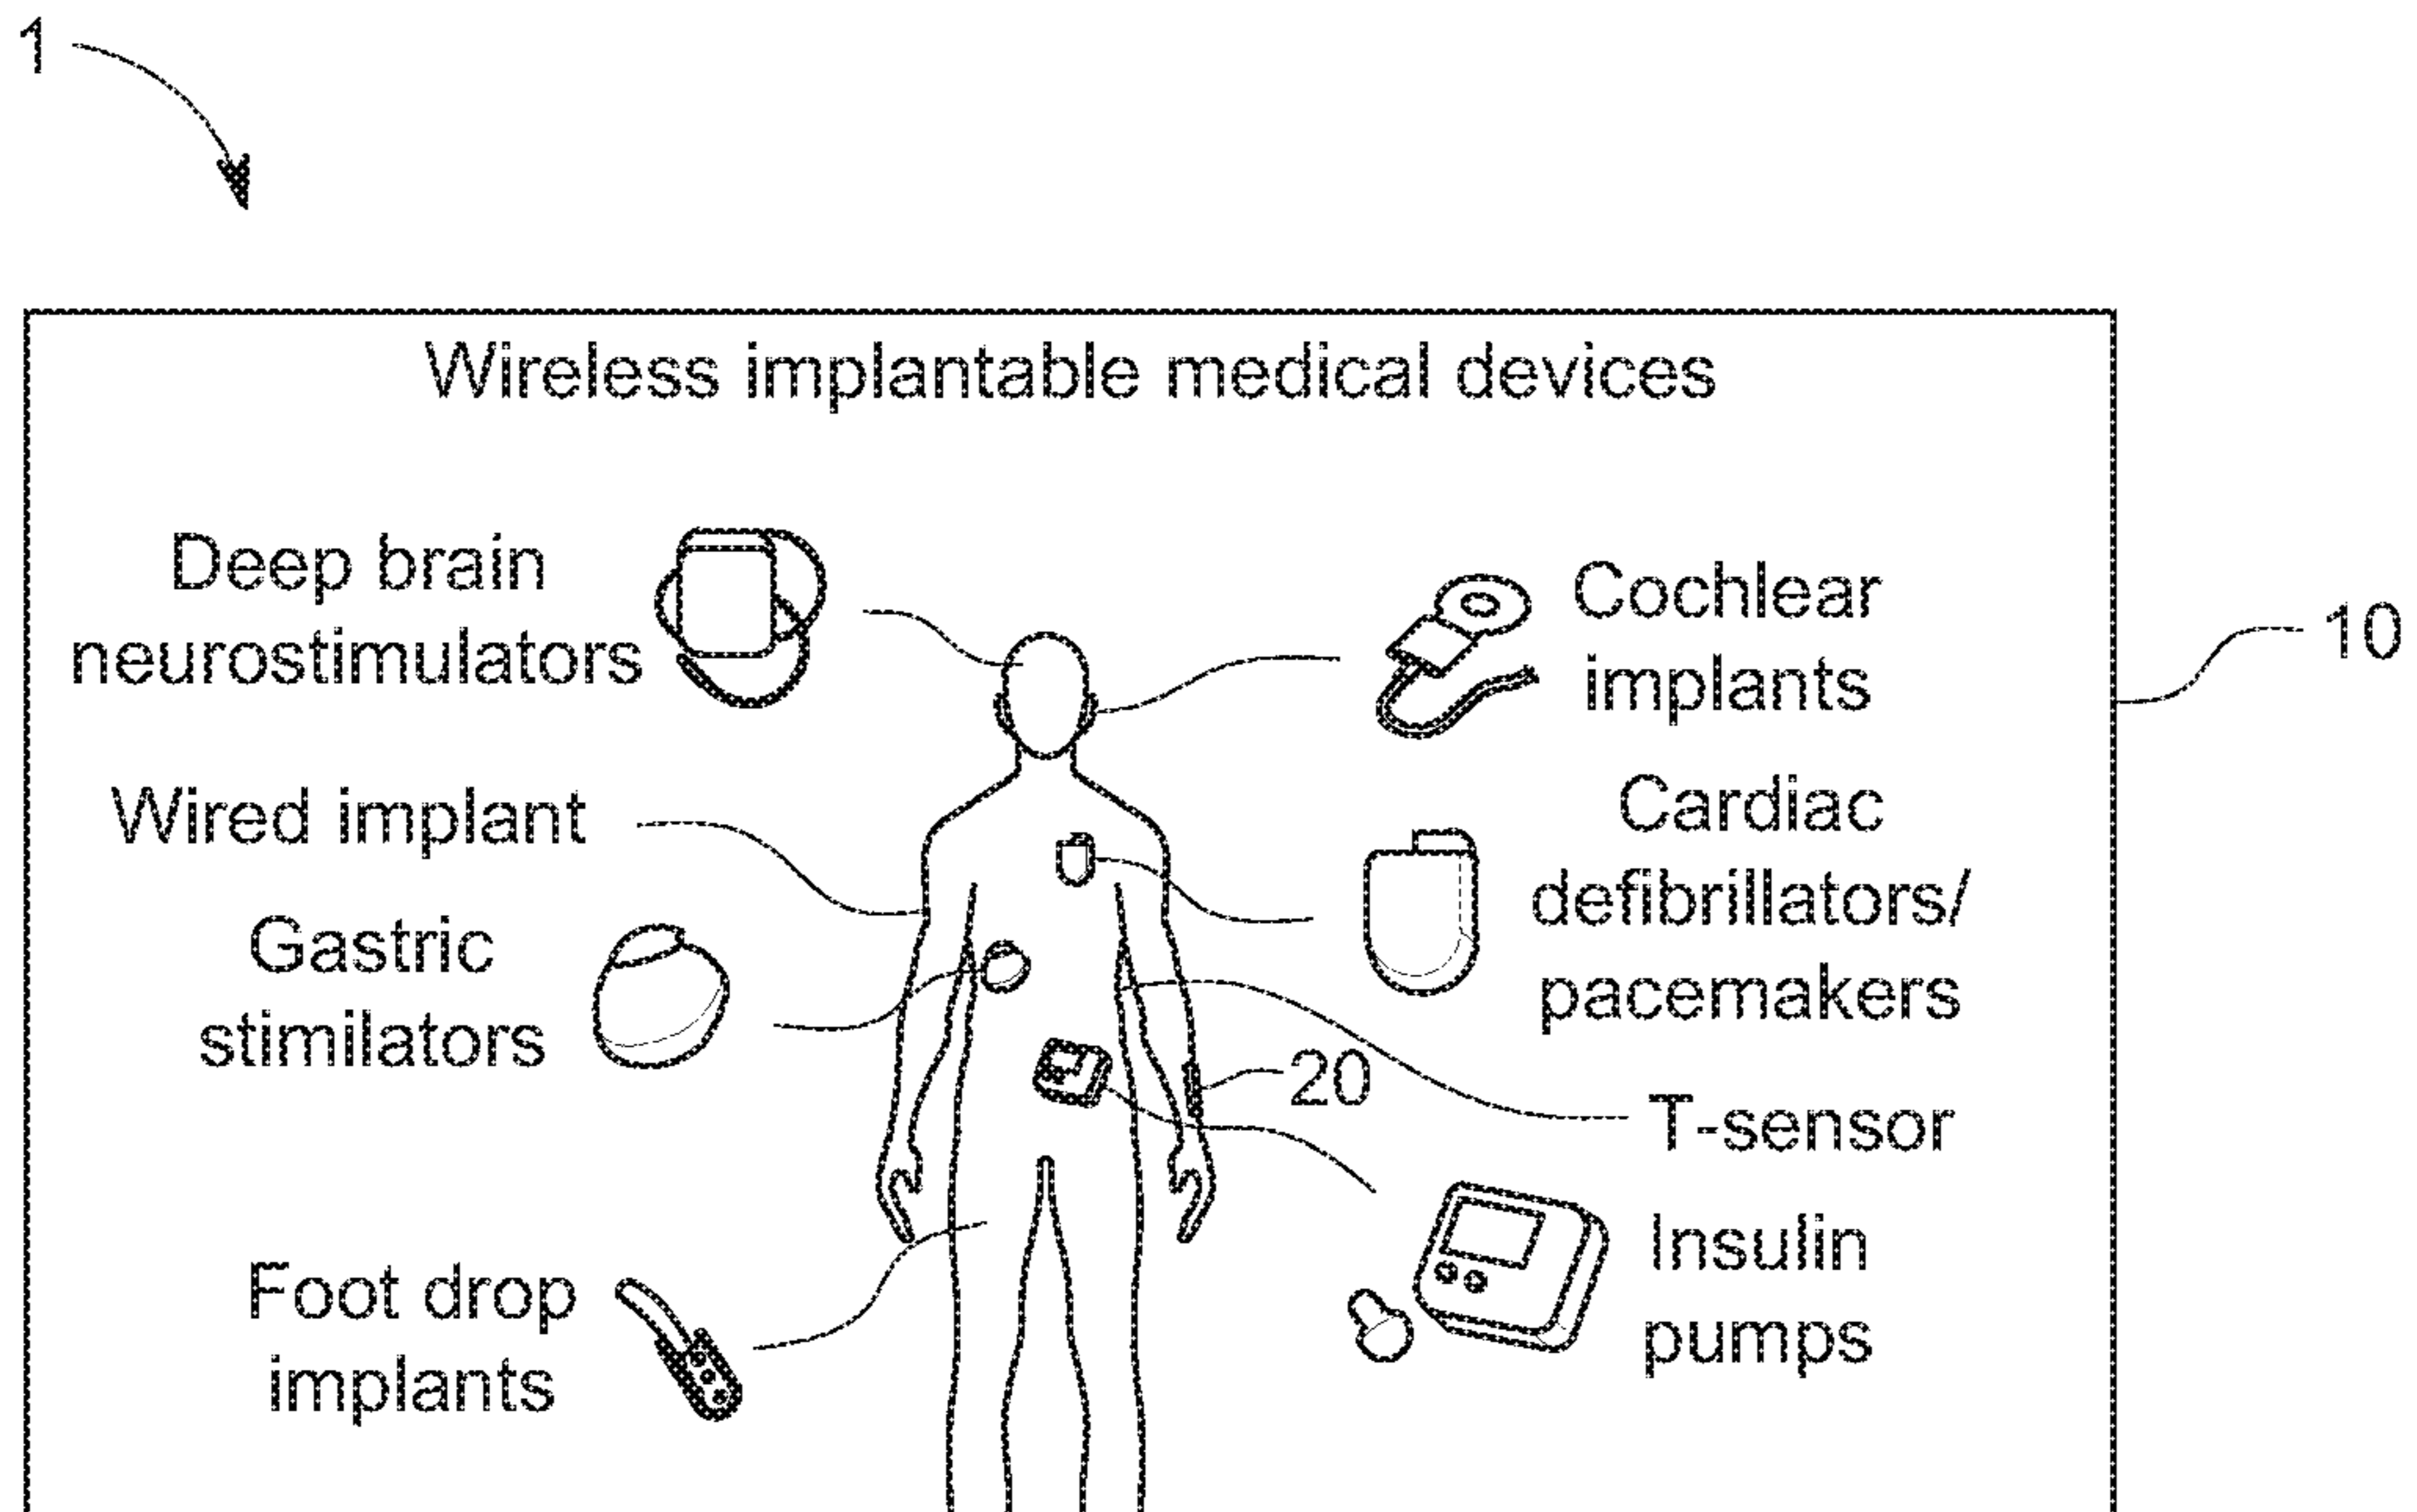 1
Wireless implantable medical devices
Deep brain
neurostimulators
Cochlear
implants
10
Wired implant
Cardiac
defibrillators/
pacemakers
Gastric
stimilators
20
T-sensor
Insulin
pumps
Foot drop
implants